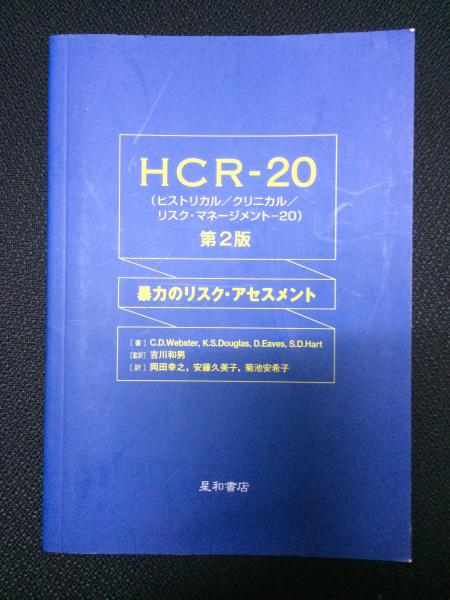 HCR-20
(ヒストリカル／クリニカル／
リスク・マネージメント-20)
第2版
暴力のリスク・アセスメント
[著] C.D.Webster, K.S.Douglas, D.Eaves, S.D.Hart
[監訳] 吉川和男
[訳] 岡田幸之, 安藤久美子, 菊池安希子
星和書店